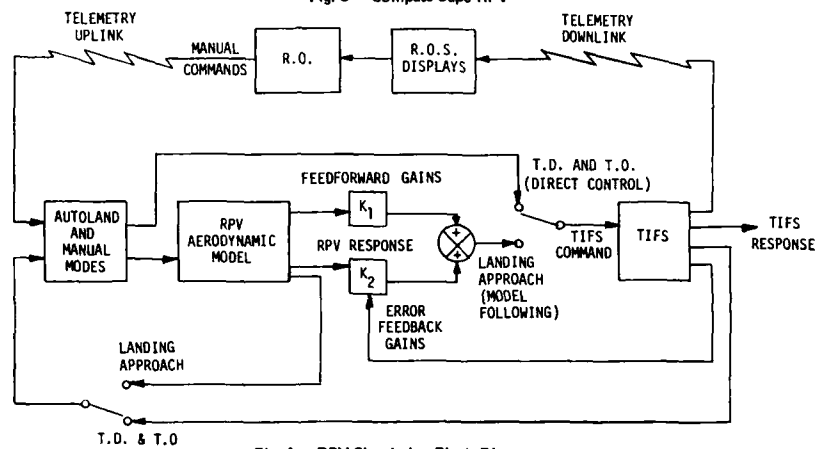 TELEMETRY
UPLINK
MANUAL
COMMANDS
R.O.
R.O.S.
DISPLAYS
TELEMETRY
DOWNLINK
AUTOLAND
AND
MANUAL
MODES
RPV
AERODYNAMIC
MODEL
FEEDFORWARD GAINS
K1
RPV RESPONSE
K2
ERROR
FEEDBACK
GAINS
+
+
T.D. AND T.O.
(DIRECT CONTROL)
LANDING
APPROACH
(MODEL
FOLLOWING)
TIFS
COMMAND
TIFS
TIFS
RESPONSE
LANDING
APPROACH
T.D. & T.O